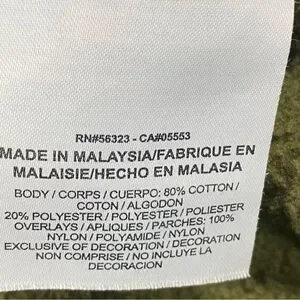 RN#56323 - CA#05553
MADE IN MALAYSIA/FABRIQUE EN
MALAISIE/HECHO EN MALASIA
BODY / CORPS / CUERPO: 80% COTTON /
COTON / ALGODON
20% POLYESTER / POLYESTER / POLIESTER
OVERLAYS / APLIQUES / PARCHES: 100%
NYLON / POLYAMIDE / NYLON
EXCLUSIVE OF DECORATION / DECORATION
NON COMPRISE / NO INCLUYE LA
DECORACION